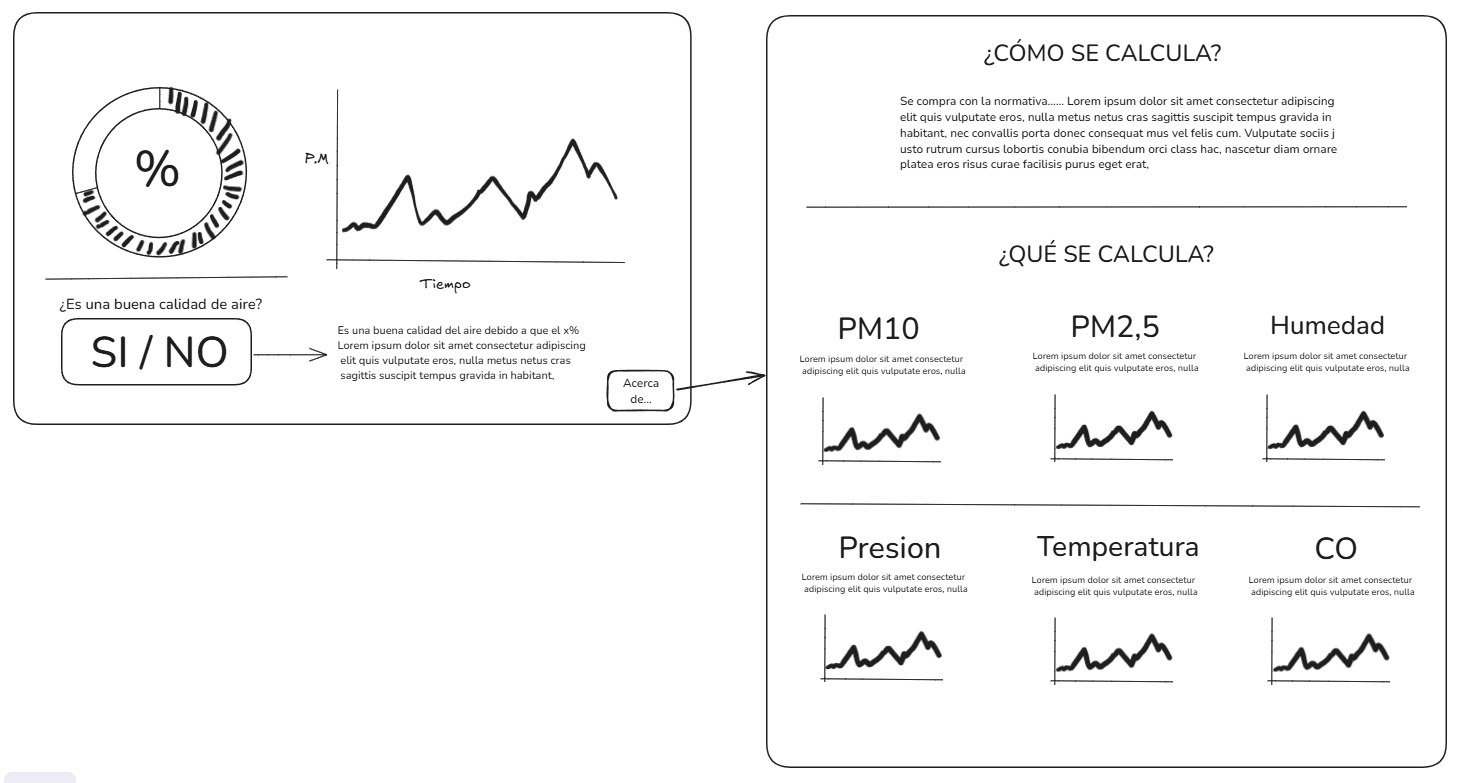 %
P.M
Tiempo
¿Es una buena calidad de aire?
SI / NO
Es una buena calidad del aire debido a que el x%
Lorem ipsum dolor sit amet consectetur adipiscing
elit quis vulputate eros, nulla metus netus cras
sagittis suscipit tempus gravida in habitant,
Acerca
de...
¿CÓMO SE CALCULA?
Se compra con la normativa...... Lorem ipsum dolor sit amet consectetur adipiscing
elit quis vulputate eros, nulla metus netus cras sagittis suscipit tempus gravida in
habitant, nec convallis porta donec consequat mus vel felis cum. Vulputate sociis j
usto rutrum cursus lobortis conubia bibendum orci class hac, nascetur diam ornare
platea eros risus curae facilisis purus eget erat,
¿QUÉ SE CALCULA?
PM10
Lorem ipsum dolor sit amet consectetur
adipiscing elit quis vulputate eros, nulla
PM2,5
Lorem ipsum dolor sit amet consectetur
adipiscing elit quis vulputate eros, nulla
Humedad
Lorem ipsum dolor sit amet consectetur
adipiscing elit quis vulputate eros, nulla
Presion
Lorem ipsum dolor sit amet consectetur
adipiscing elit quis vulputate eros, nulla
Temperatura
Lorem ipsum dolor sit amet consectetur
adipiscing elit quis vulputate eros, nulla
CO
Lorem ipsum dolor sit amet consectetur
adipiscing elit quis vulputate eros, nulla